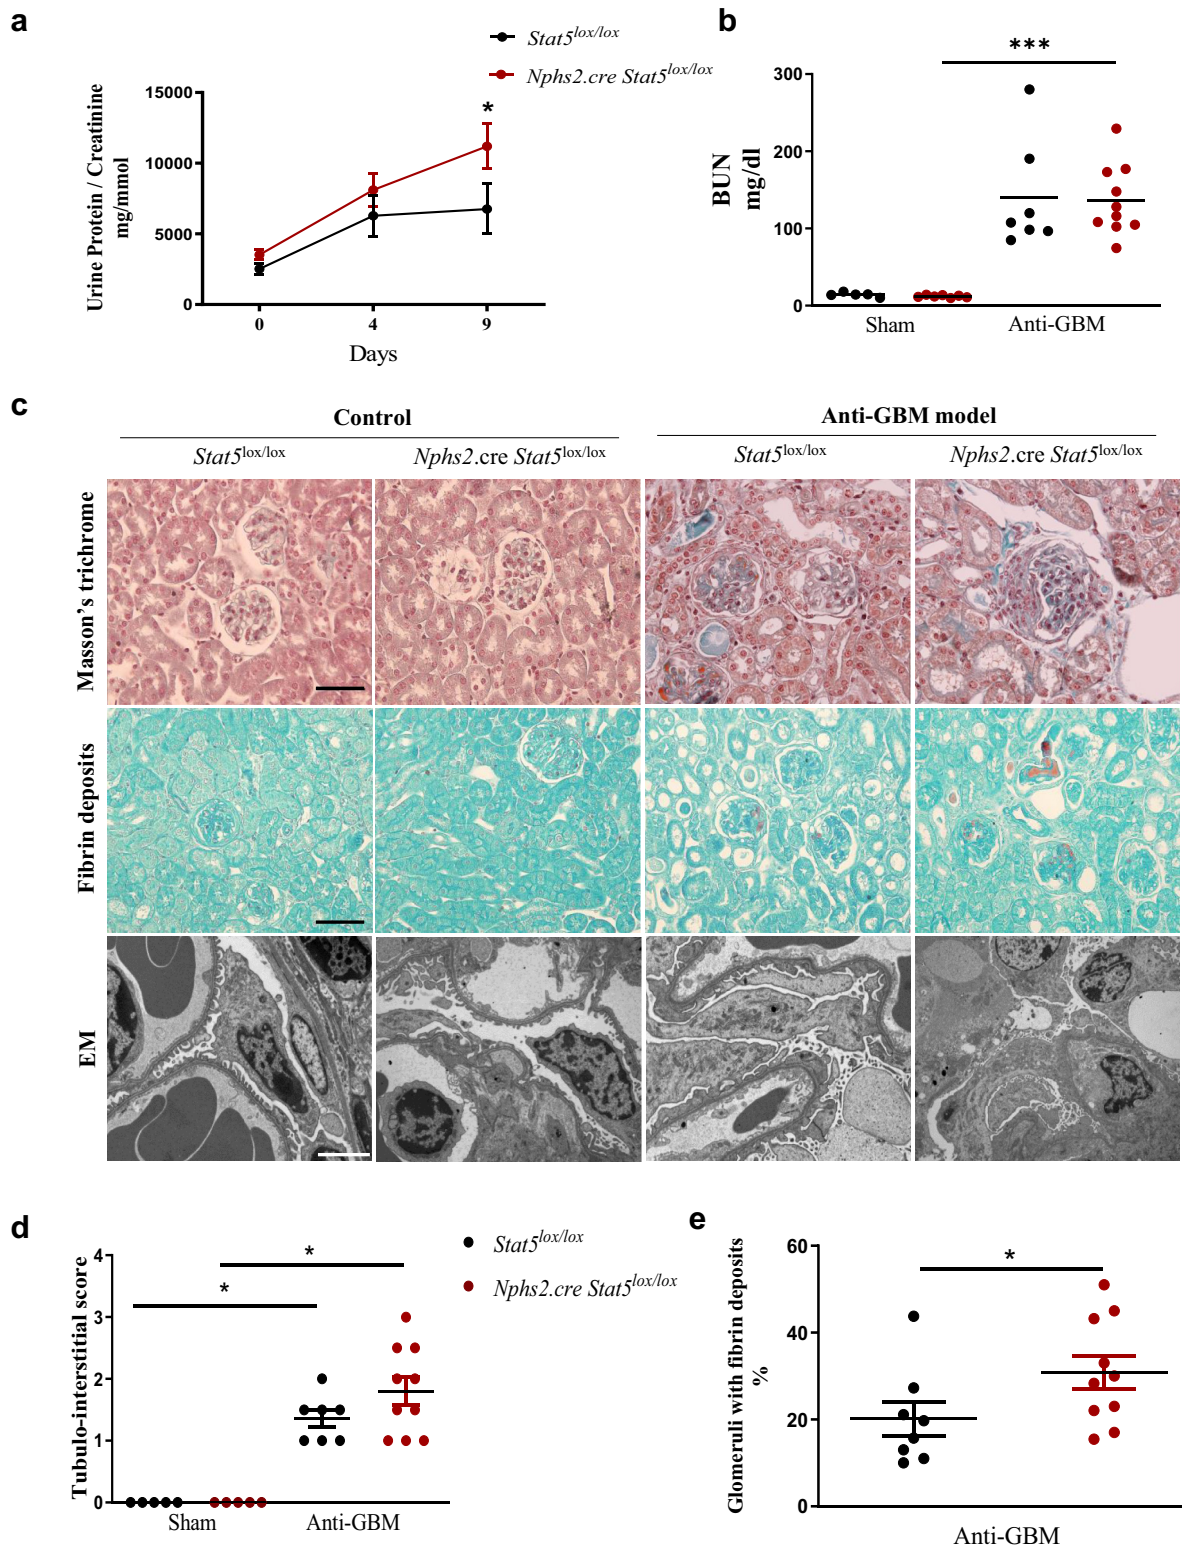 a
Stat5lox/lox
Nphs2.cre Stat5lox/lox
Urine Protein / Creatinine
mg/mmol
15000
10000
5000
0
*
0 4 9
Days
b
***
BUN
mg/dl
300
200
100
0
Sham Anti-GBM
c
Control Anti-GBM model
Stat5lox/lox Nphs2.cre Stat5lox/lox Stat5lox/lox Nphs2.cre Stat5lox/lox
Masson's trichrome
Fibrin deposits
EM
d
Tubulo-interstitial score
4
3
2
1
0
*
*
Sham Anti-GBM
Stat5lox/lox
Nphs2.cre Stat5lox/lox
e
Glomeruli with fibrin deposits
%
60
40
20
0
*
Anti-GBM